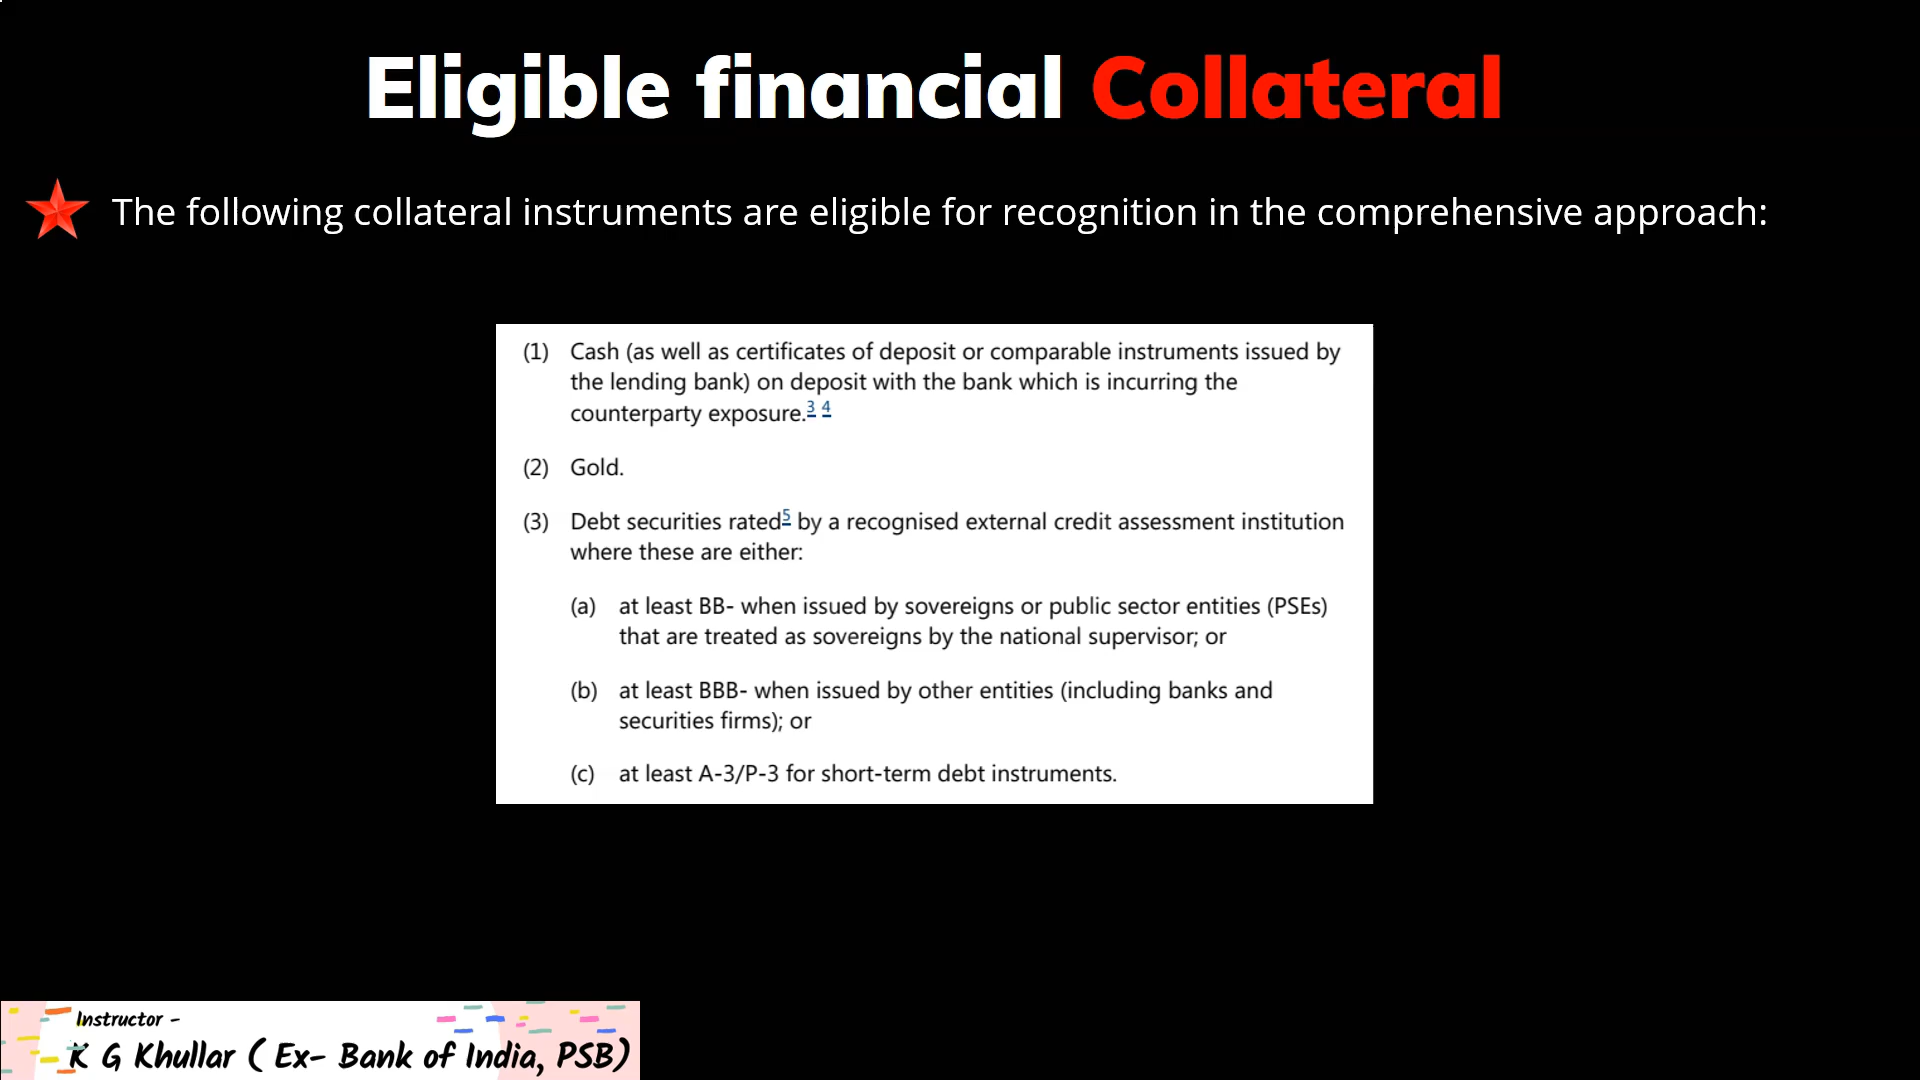 Eligible financial Collateral
The following collateral instruments are eligible for recognition in the comprehensive approach:
(1) Cash (as well as certificates of deposit or comparable instruments issued by
the lending bank) on deposit with the bank which is incurring the
counterparty exposure.3 4
(2) Gold.
(3) Debt securities rated5 by a recognised external credit assessment institution
where these are either:
(a) at least BB- when issued by sovereigns or public sector entities (PSEs)
that are treated as sovereigns by the national supervisor; or
(b) at least BBB- when issued by other entities (including banks and
securities firms); or
(c) at least A-3/P-3 for short-term debt instruments.
Instructor -
K G Khullar ( Ex- Bank of India, PSB)